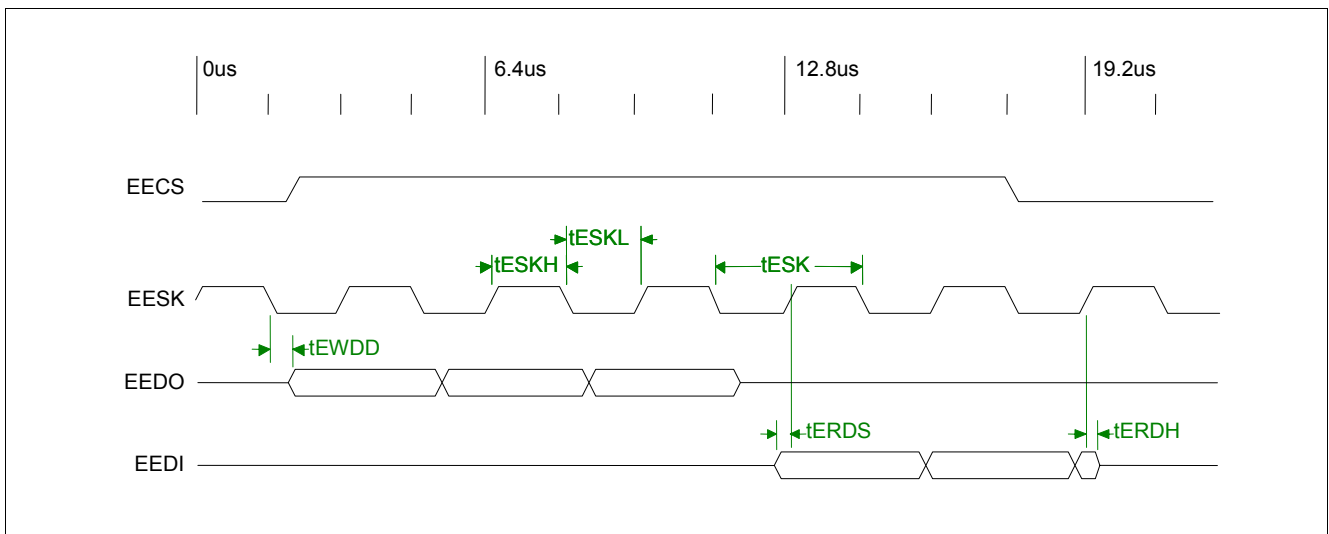 0us 6.4us 12.8us 19.2us
EECS
tESKL
tESKH tESK
EESK
tEWDD
EEDO
tERDS tERDH
EEDI